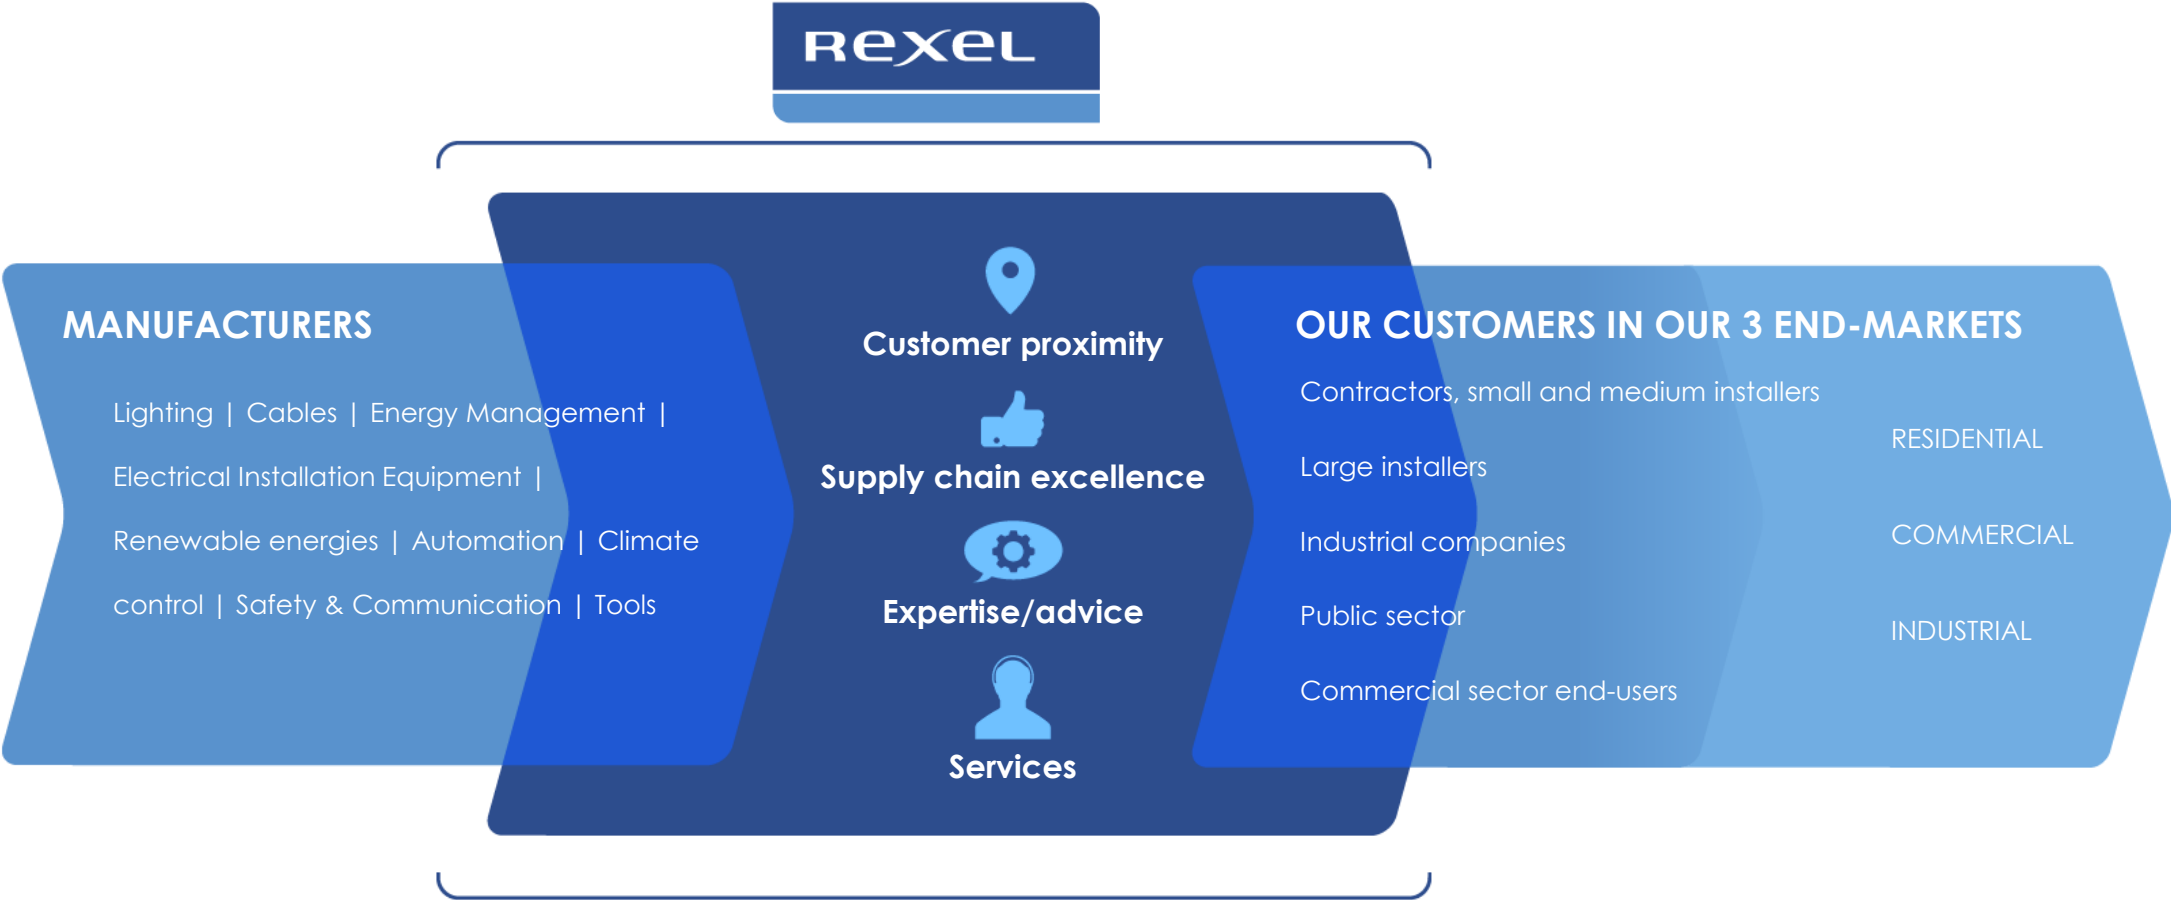 REXEL
MANUFACTURERS
Lighting | Cables | Energy Management |
Electrical Installation Equipment |
Renewable energies | Automation | Climate
control | Safety & Communication | Tools
Customer proximity
Supply chain excellence
Expertise/advice
Services
OUR CUSTOMERS IN OUR 3 END-MARKETS
Contractors, small and medium installers
Large installers
Industrial companies
Public sector
Commercial sector end-users
RESIDENTIAL
COMMERCIAL
INDUSTRIAL